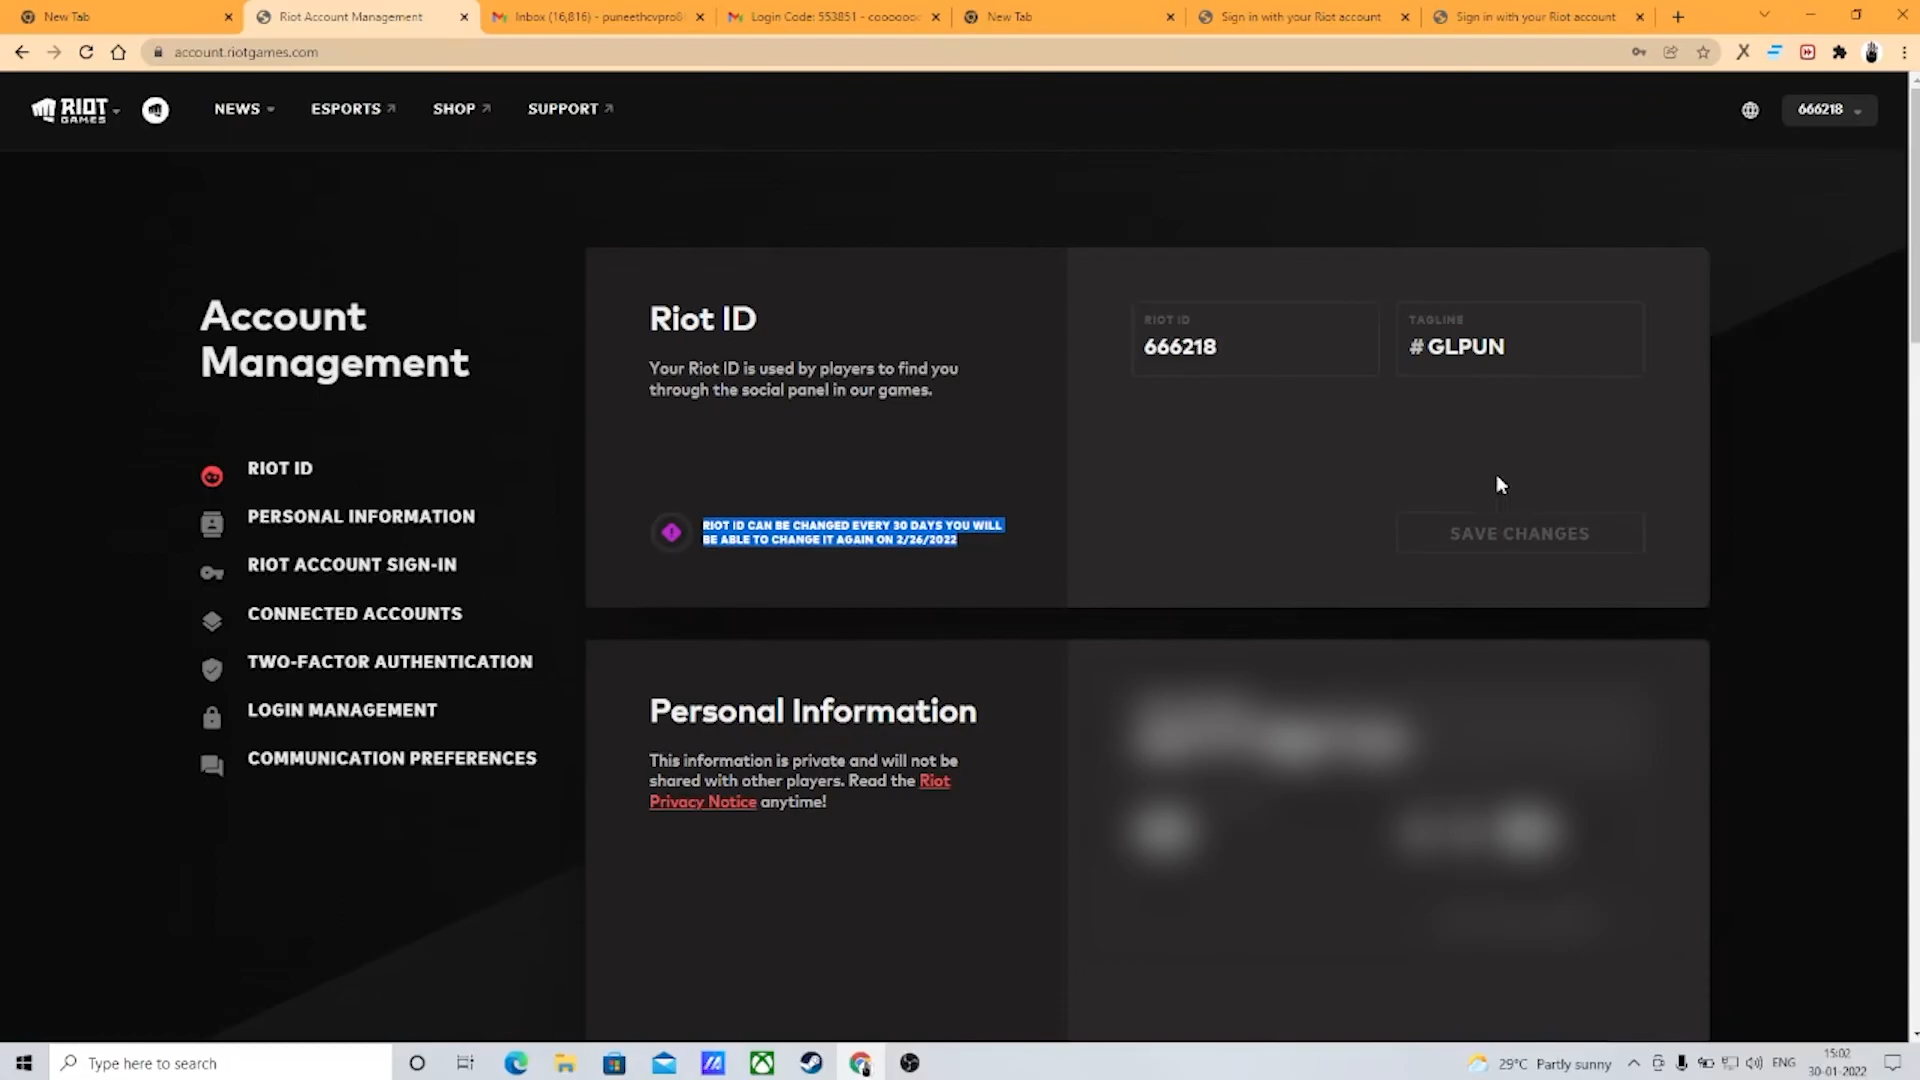 New Tab
Riot Account Management
Inbox (16,816) - puneethcvpro8
Login Code: 553851 - cooooooc
New Tab
Sign in with your Riot account
Sign in with your Riot account
account.riotgames.com
RIOT GAMES
NEWS
ESPORTS
SHOP
SUPPORT
666218
Account
Management
RIOT ID
PERSONAL INFORMATION
RIOT ACCOUNT SIGN-IN
CONNECTED ACCOUNTS
TWO-FACTOR AUTHENTICATION
LOGIN MANAGEMENT
COMMUNICATION PREFERENCES
Riot ID
Your Riot ID is used by players to find you
through the social panel in our games.
RIOT ID CAN BE CHANGED EVERY 30 DAYS YOU WILL
BE ABLE TO CHANGE IT AGAIN ON 2/26/2022
RIOT ID
666218
TAGLINE
# GLPUN
SAVE CHANGES
Personal Information
This information is private and will not be
shared with other players. Read the Riot
Privacy Notice anytime!
Type here to search
29°C Partly sunny
ENG
15:02
30-01-2022